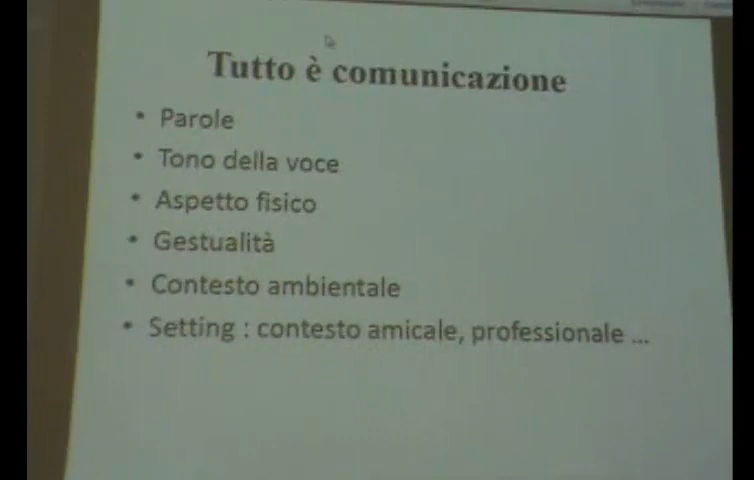 Tutto è comunicazione
• Parole
• Tono della voce
• Aspetto fisico
• Gestualità
• Contesto ambientale
• Setting : contesto amicale, professionale ...